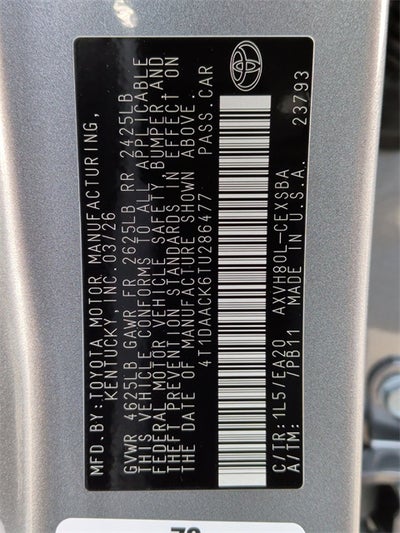 MFD.BY:TOYOTA MOTOR MANUFACTURING,
KENTUCKY, INC. 03/26
GVWR 4625LB GAWR FR 2625LB RR 2425LB
THIS VEHICLE CONFORMS TO ALL APPLICABLE
FEDERAL MOTOR VEHICLE SAFETY, BUMPER AND
THEFT PREVENTION STANDARDS IN EFFECT ON
THE DATE OF MANUFACTURE SHOWN ABOVE.
4T1DAACK6TU286477 PASS.CAR
C/TR: 1L5/EA20 AXVH80L-CEXSBA
A/TM: /PB11 MADE IN U.S.A.
23793